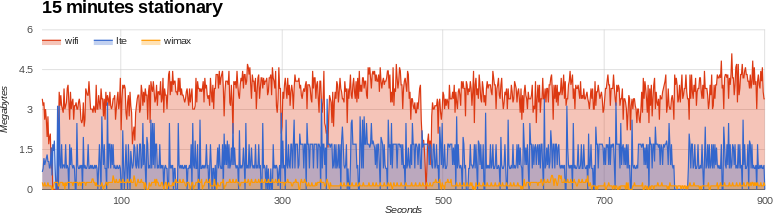 15 minutes stationary
6
wifi lte wimax
4.5
Megabytes
3
1.5
0
100 300 500 700 900
Seconds